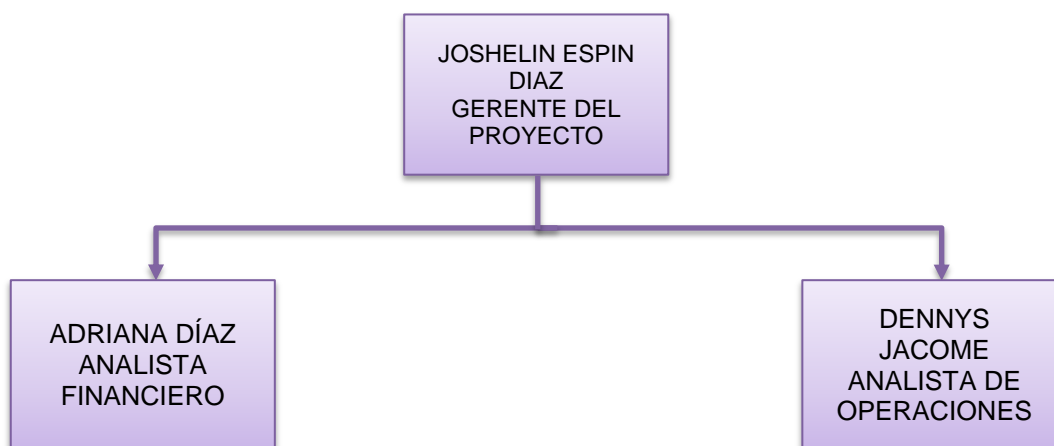 JOSHELIN ESPIN
DIAZ
GERENTE DEL
PROYECTO
ADRIANA DÍAZ
ANALISTA
FINANCIERO
DENNYS
JACOME
ANALISTA DE
OPERACIONES